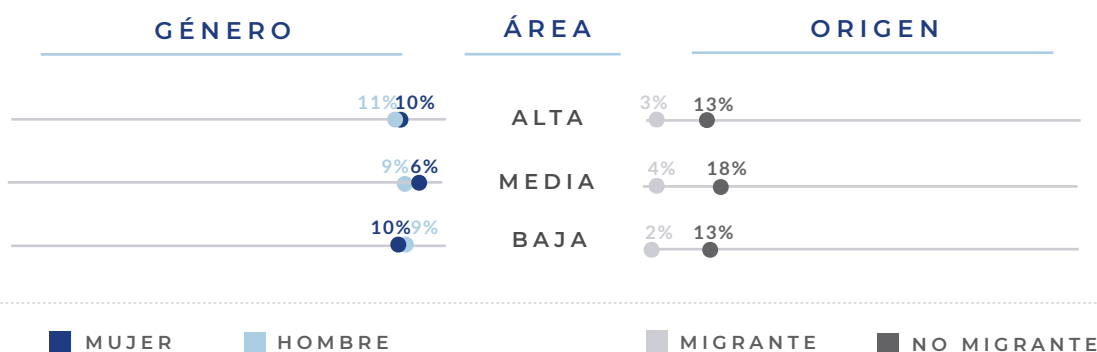 GÉNERO ÁREA ORIGEN
11% 10% ALTA 3% 13%
9% 6% MEDIA 4% 18%
10% 9% BAJA 2% 13%
MUJER HOMBRE MIGRANTE NO MIGRANTE